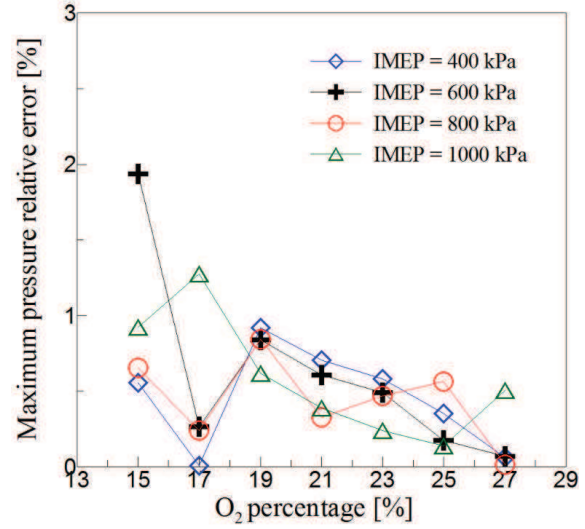 3
2
1
0
Maximum pressure relative error [%]
IMEP = 400 kPa
IMEP = 600 kPa
IMEP = 800 kPa
IMEP = 1000 kPa
13 15 17 19 21 23 25 27 29
O₂ percentage [%]